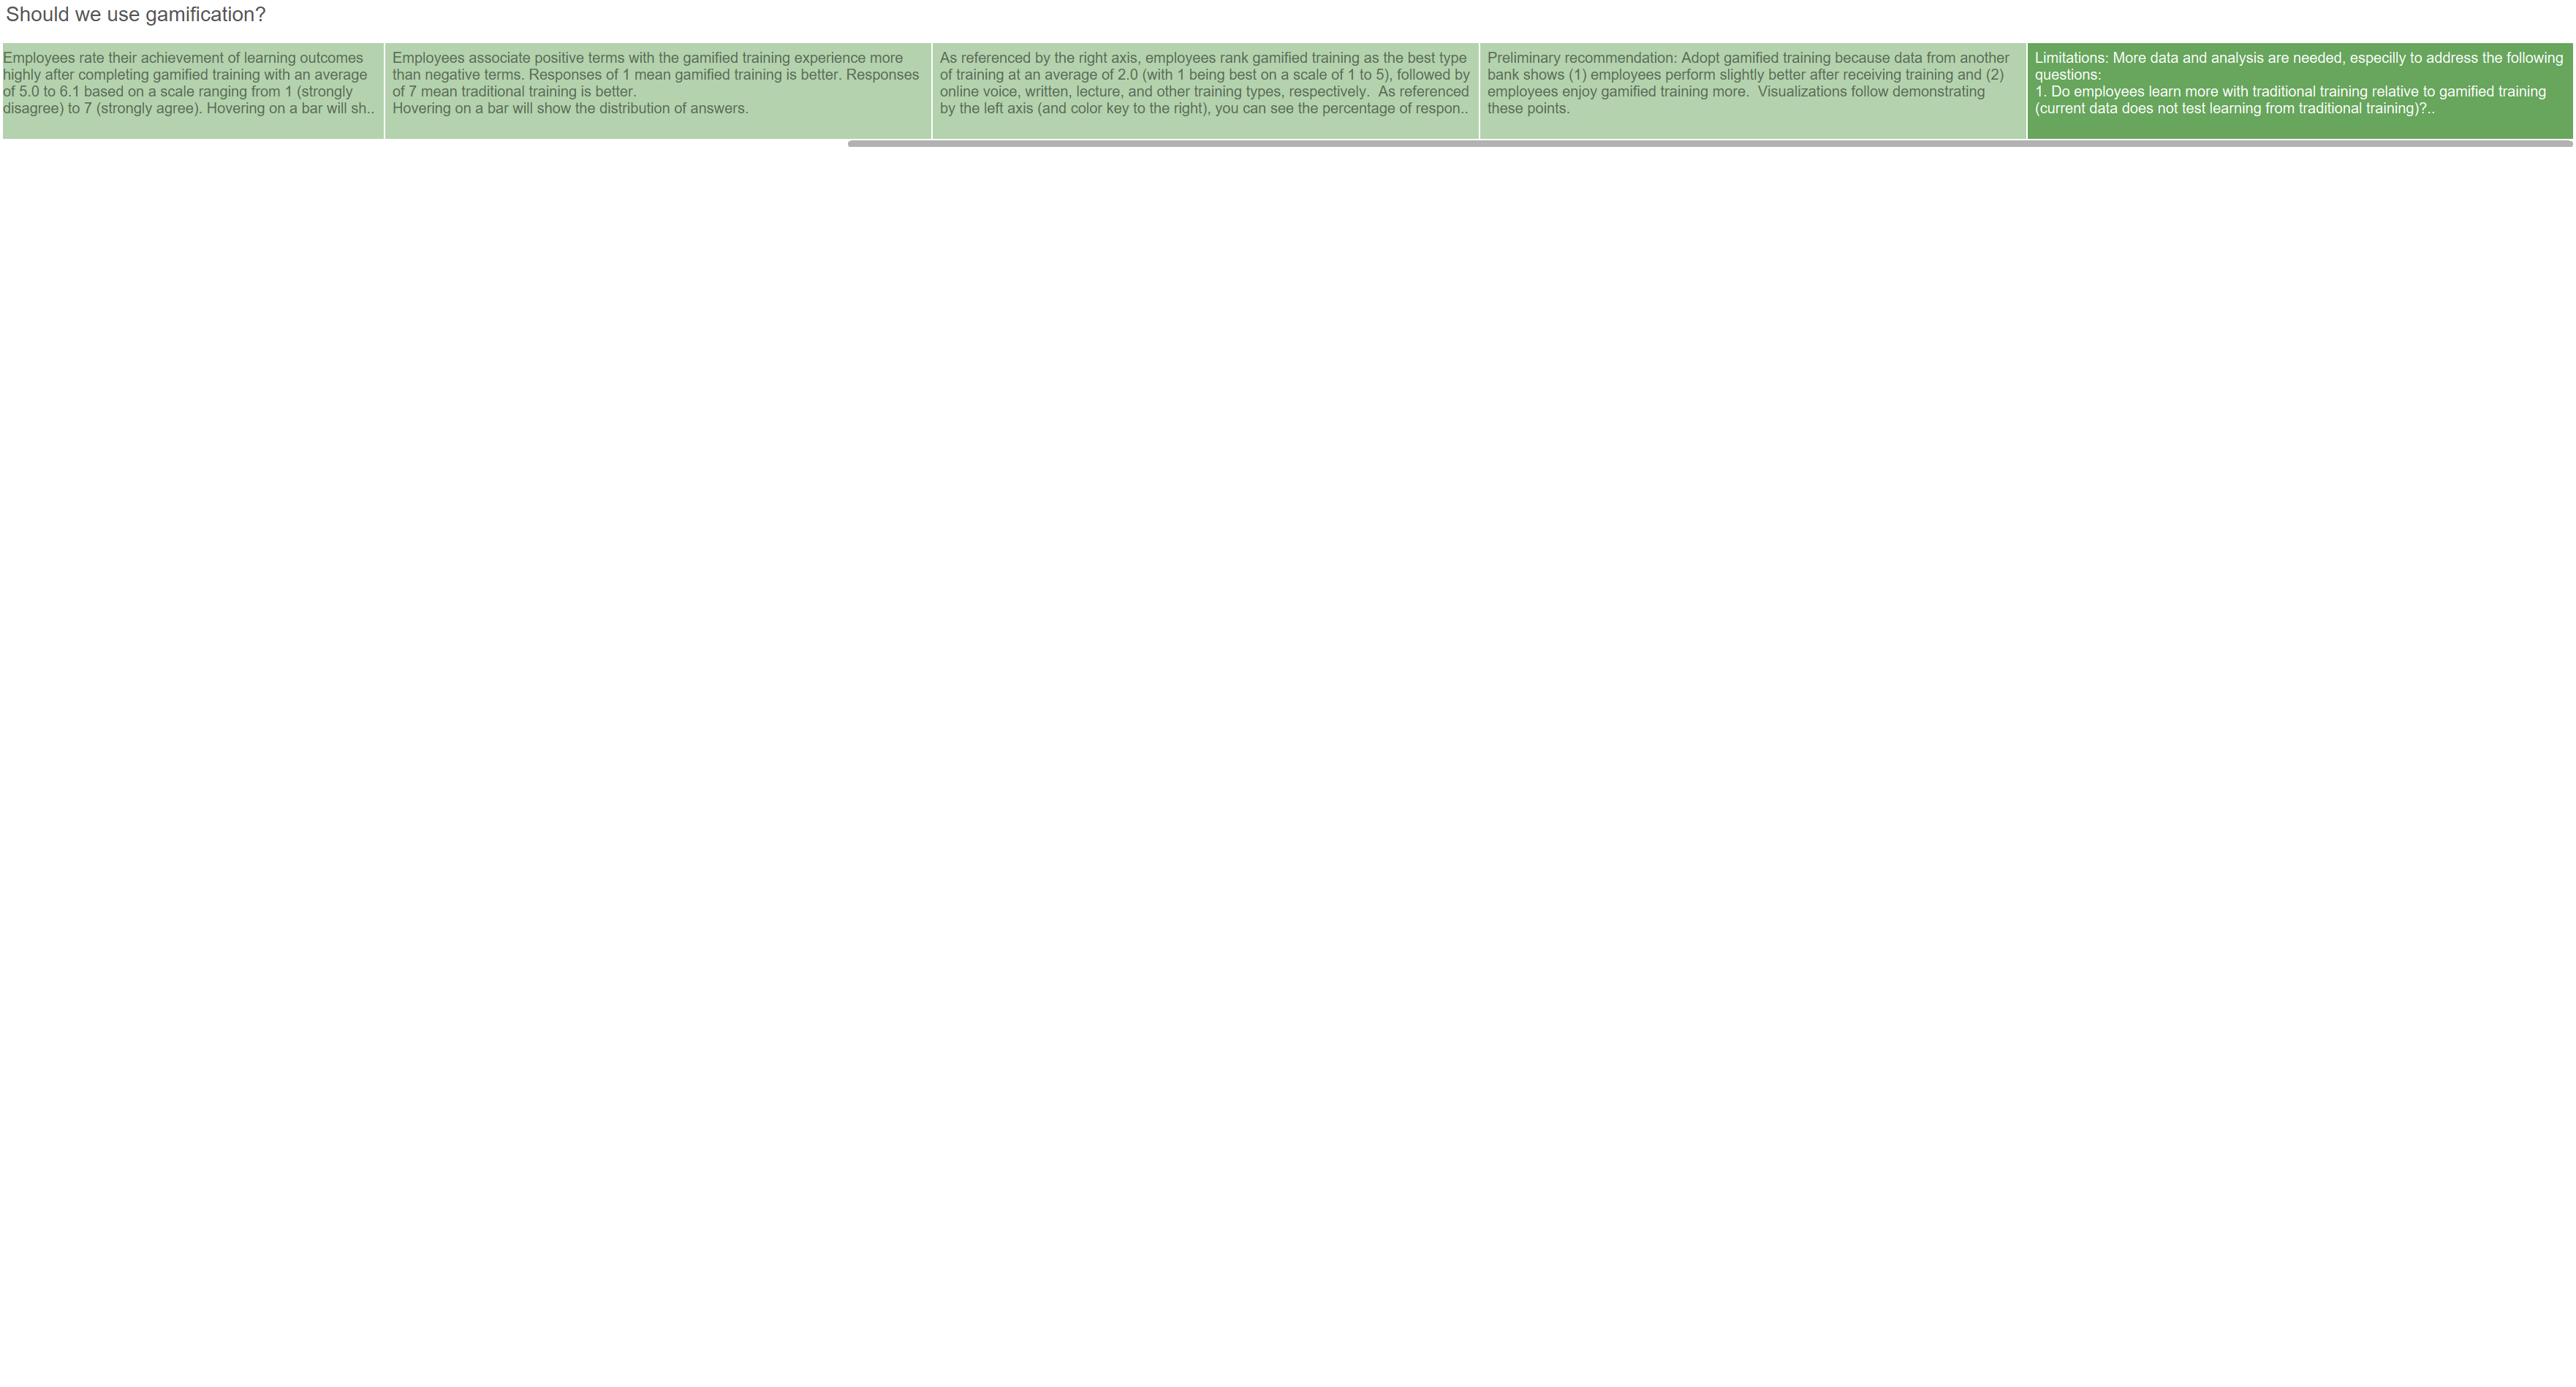 Should we use gamification?
Employees rate their achievement of learning outcomes
highly after completing gamified training with an average
of 5.0 to 6.1 based on a scale ranging from 1 (strongly
disagree) to 7 (strongly agree). Hovering on a bar will sh..
Employees associate positive terms with the gamified training experience more
than negative terms. Responses of 1 mean gamified training is better. Responses
of 7 mean traditional training is better.
Hovering on a bar will show the distribution of answers.
As referenced by the right axis, employees rank gamified training as the best type
of training at an average of 2.0 (with 1 being best on a scale of 1 to 5), followed by
online voice, written, lecture, and other training types, respectively.  As referenced
by the left axis (and color key to the right), you can see the percentage of respon..
Preliminary recommendation: Adopt gamified training because data from another
bank shows (1) employees perform slightly better after receiving training and (2)
employees enjoy gamified training more.  Visualizations follow demonstrating
these points.
Limitations: More data and analysis are needed, especilly to address the following
questions:
1. Do employees learn more with traditional training relative to gamified training
(current data does not test learning from traditional training)?..